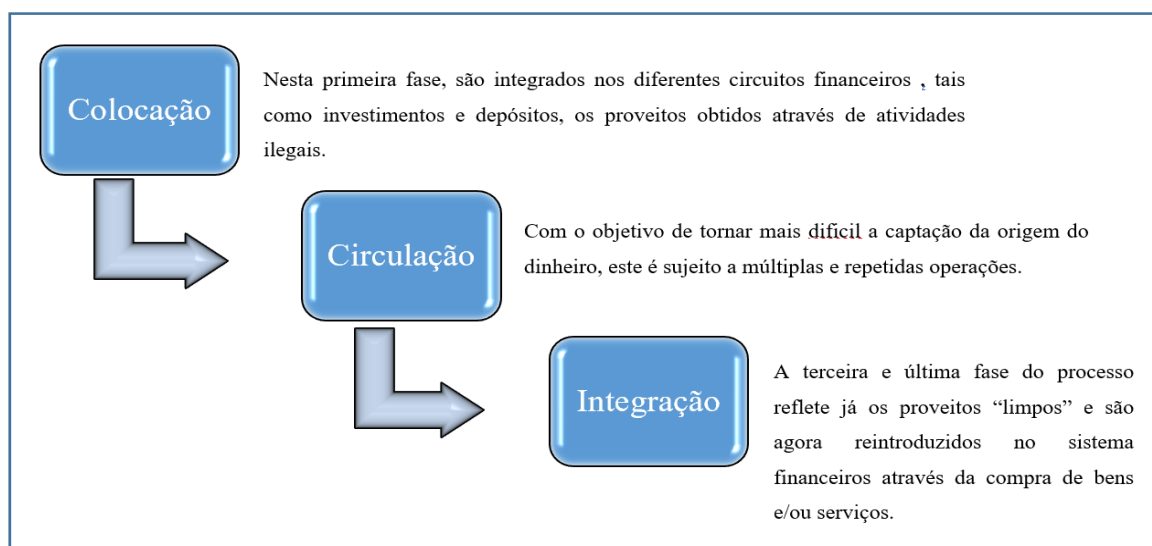 Colocação
Nesta primeira fase, são integrados nos diferentes circuitos financeiros , tais
como investimentos e depósitos, os proveitos obtidos através de atividades
ilegais.
Circulação
Com o objetivo de tornar mais dificil a captação da origem do
dinheiro, este é sujeito a múltiplas e repetidas operações.
Integração
A terceira e última fase do processo
reflete já os proveitos “limpos” e são
agora reintroduzidos no sistema
financeiros através da compra de bens
e/ou serviços.